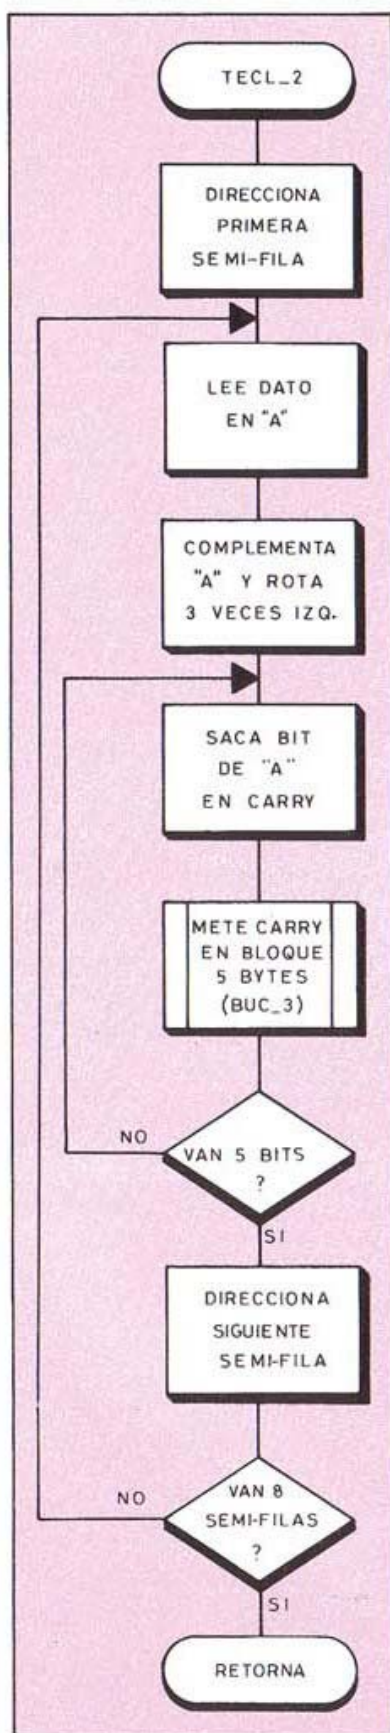 TECL_2
DIRECCIONA
PRIMERA
SEMI-FILA
LEE DATO
EN "A"
COMPLEMENTA
"A" Y ROTA
3 VECES IZQ.
SACA BIT
DE "A"
EN CARRY
METE CARRY
EN BLOQUE
5 BYTES
(BUC_3)
NO
VAN 5 BITS
?
SI
DIRECCIONA
SIGUIENTE
SEMI-FILA
NO
VAN 8
SEMI-FILAS
?
SI
RETORNA